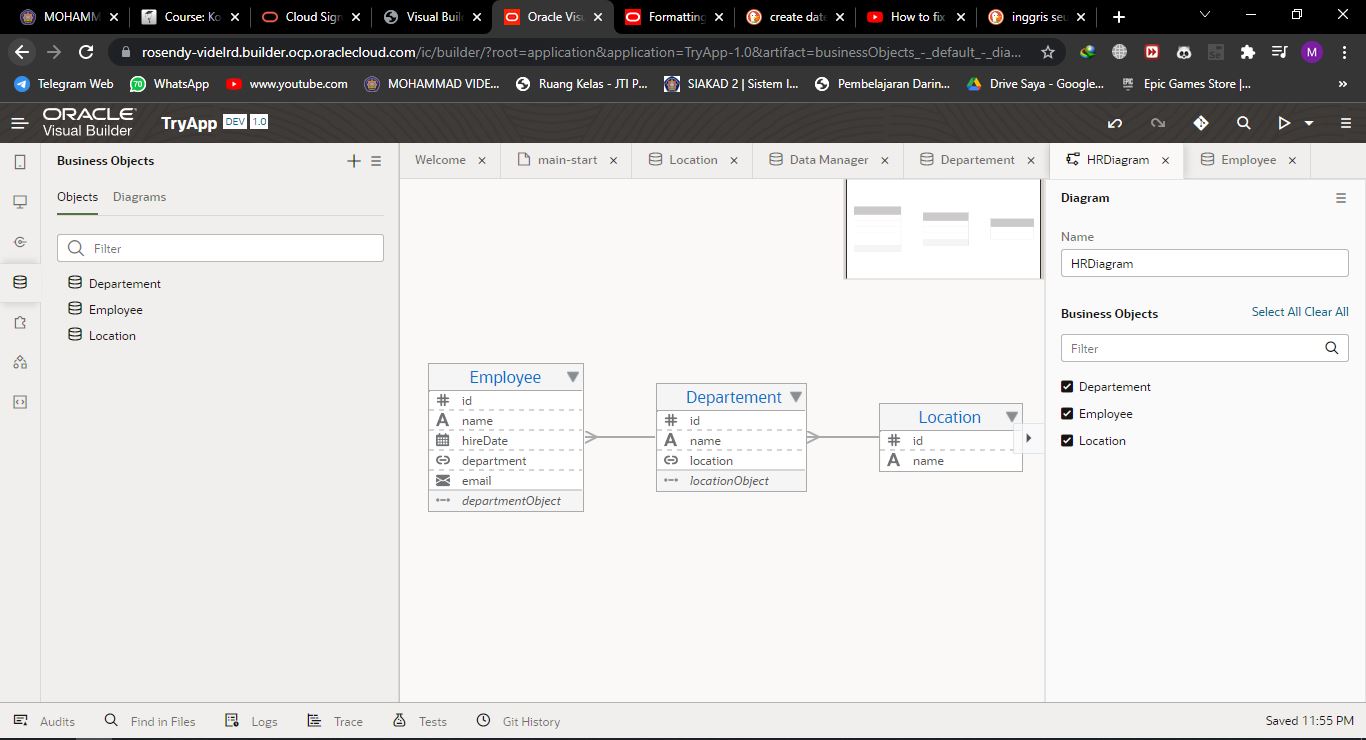 MOHAMM
Course: Ko
Cloud Sign
Visual Buil
Oracle Visu
Formatting
create date
How to fix
inggris seu
rosendy-videlrd.builder.ocp.oraclecloud.com/ic/builder/?root=application&application=TryApp-1.0&artifact=businessObjects_-_default_-_dia...
M
Telegram Web
70
WhatsApp
www.youtube.com
MOHAMMAD VIDE...
Ruang Kelas - JTI P...
SIAKAD 2 | Sistem I...
Pembelajaran Darin...
Drive Saya - Google...
Epic Games Store |...
ORACLE
Visual Builder
TryApp
DEV
1.0
Business Objects
Objects
Diagrams
Filter
Departement
Employee
Location
Welcome
main-start
Location
Data Manager
Departement
HRDiagram
Employee
Employee
id
name
hireDate
department
email
departmentObject
Departement
id
name
location
locationObject
Location
id
name
Diagram
Name
HRDiagram
Business Objects
Select All Clear All
Filter
Departement
Employee
Location
Audits
Find in Files
Logs
Trace
Tests
Git History
Saved 11:55 PM